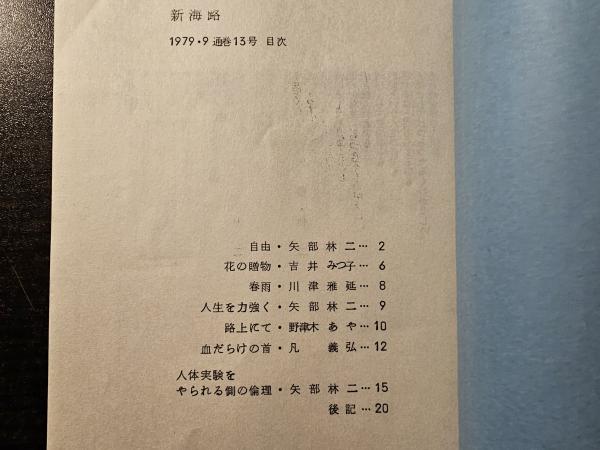 新海路
1979・9 通巻13号 目次
自由・矢部林二… 2
花の贈物・吉井みつ子… 6
春雨・川津雅延… 8
人生を力強く・矢部林二… 9
路上にて・野津木あや…10
血だらけの首・凡 義弘…12
人体実験を
やられる側の倫理・矢部林二…15
後記…20